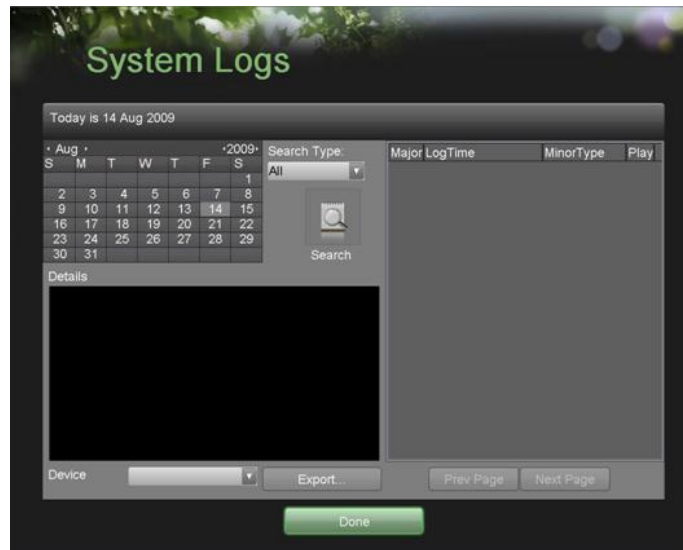 System Logs
Today is 14 Aug 2009
Aug 2009
S M T W T F S
1
2 3 4 5 6 7 8
9 10 11 12 13 14 15
16 17 18 19 20 21 22
23 24 25 26 27 28 29
30 31
Search Type:
All
Search
Major LogTime MinorType Play
Details
Device
Export...
Prev Page Next Page
Done